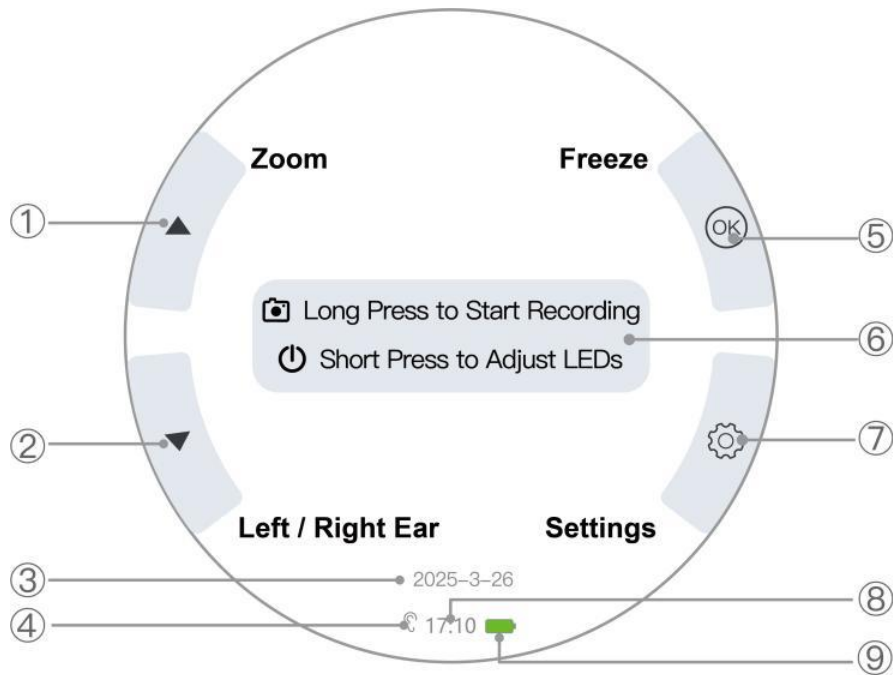 Zoom
Freeze
①
OK
⑤
Long Press to Start Recording
⑥
Short Press to Adjust LEDs
②
⑦
Left / Right Ear
Settings
③
2025-3-26
④
17:10
⑧
⑨